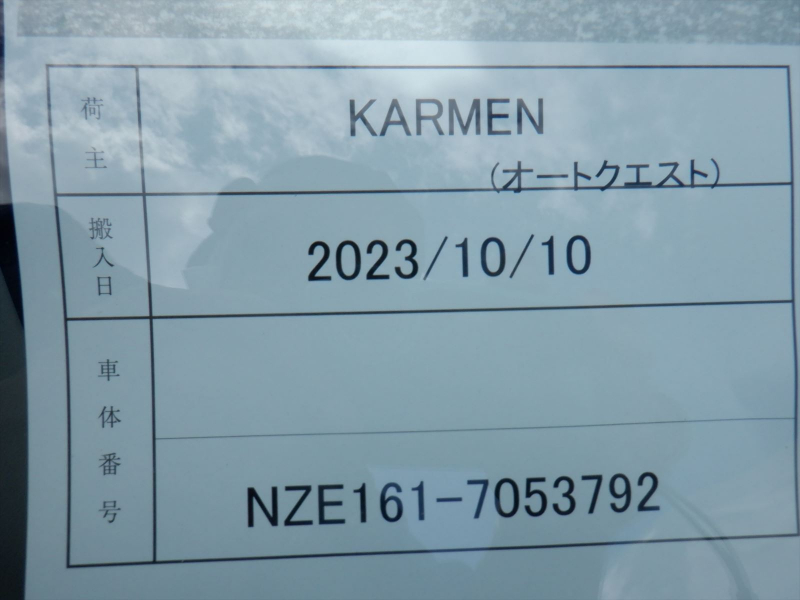 荷主
KARMEN
(オートクエスト)
搬入日
2023/10/10
車体番号
NZE161-7053792